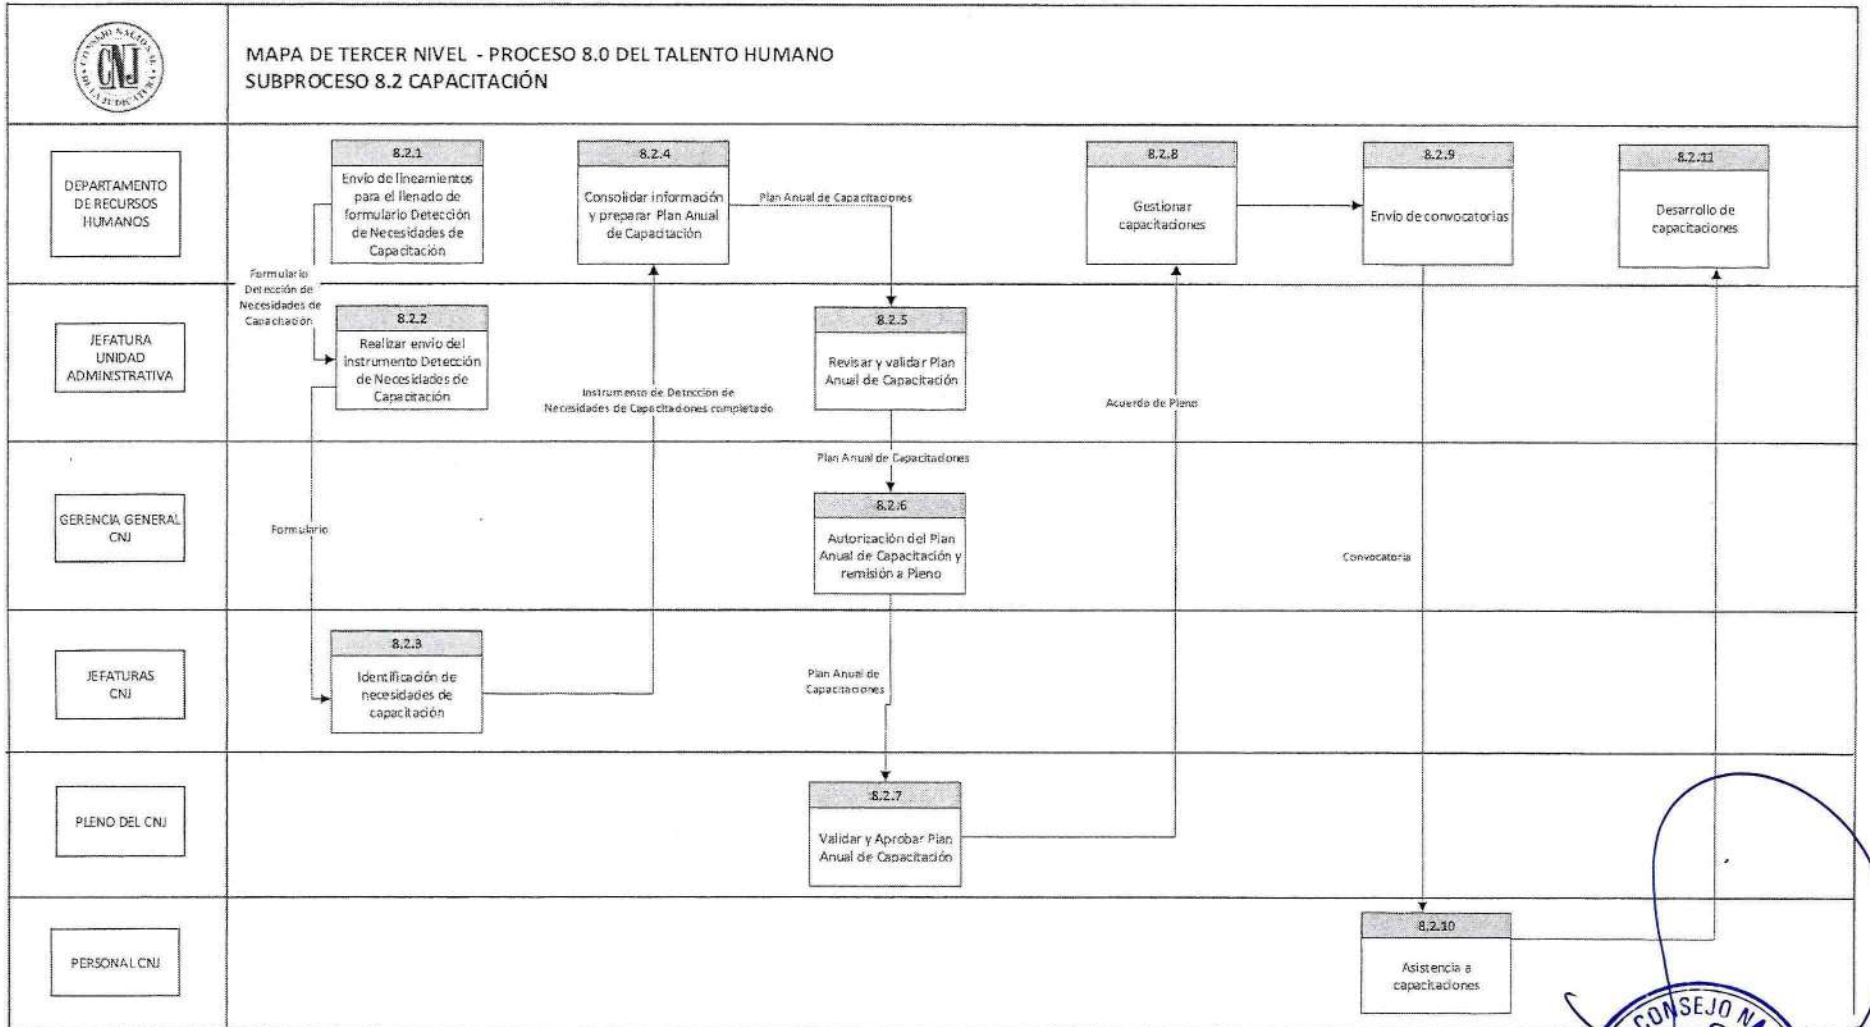 CONSEJO NACIONAL
DE LA JUDICATURA
CNJ
MAPA DE TERCER NIVEL - PROCESO 8.0 DEL TALENTO HUMANO
SUBPROCESO 8.2 CAPACITACIÓN
DEPARTAMENTO
DE RECURSOS
HUMANOS
8.2.1
Envío de lineamientos
para el llenado de
formulario Detección
de Necesidades de
Capacitación
8.2.4
Consolidar información
y preparar Plan Anual
de Capacitación
Plan Anual de Capacitaciones
8.2.8
Gestionar
capacitaciones
8.2.9
Envío de convocatorias
8.2.11
Desarrollo de
capacitaciones
Formulario
Detección de
Necesidades de
Capacitación
JEFATURA
UNIDAD
ADMINISTRATIVA
8.2.2
Realizar envío del
instrumento Detección
de Necesidades de
Capacitación
Instrumento de Detección de
Necesidades de Capacitaciones completado
8.2.5
Revisar y validar Plan
Anual de Capacitación
Acuerdo de Pleno
Plan Anual de Capacitaciones
GERENCIA GENERAL
CNJ
Formulario
8.2.6
Autorización del Plan
Anual de Capacitación y
remisión a Pleno
Convocatoria
JEFATURAS
CNJ
8.2.3
Identificación de
necesidades de
capacitación
Plan Anual de
Capacitaciones
PLENO DEL CNJ
8.2.7
Validar y Aprobar Plan
Anual de Capacitación
PERSONAL CNJ
8.2.10
Asistencia a
capacitaciones
CONSEJO NA